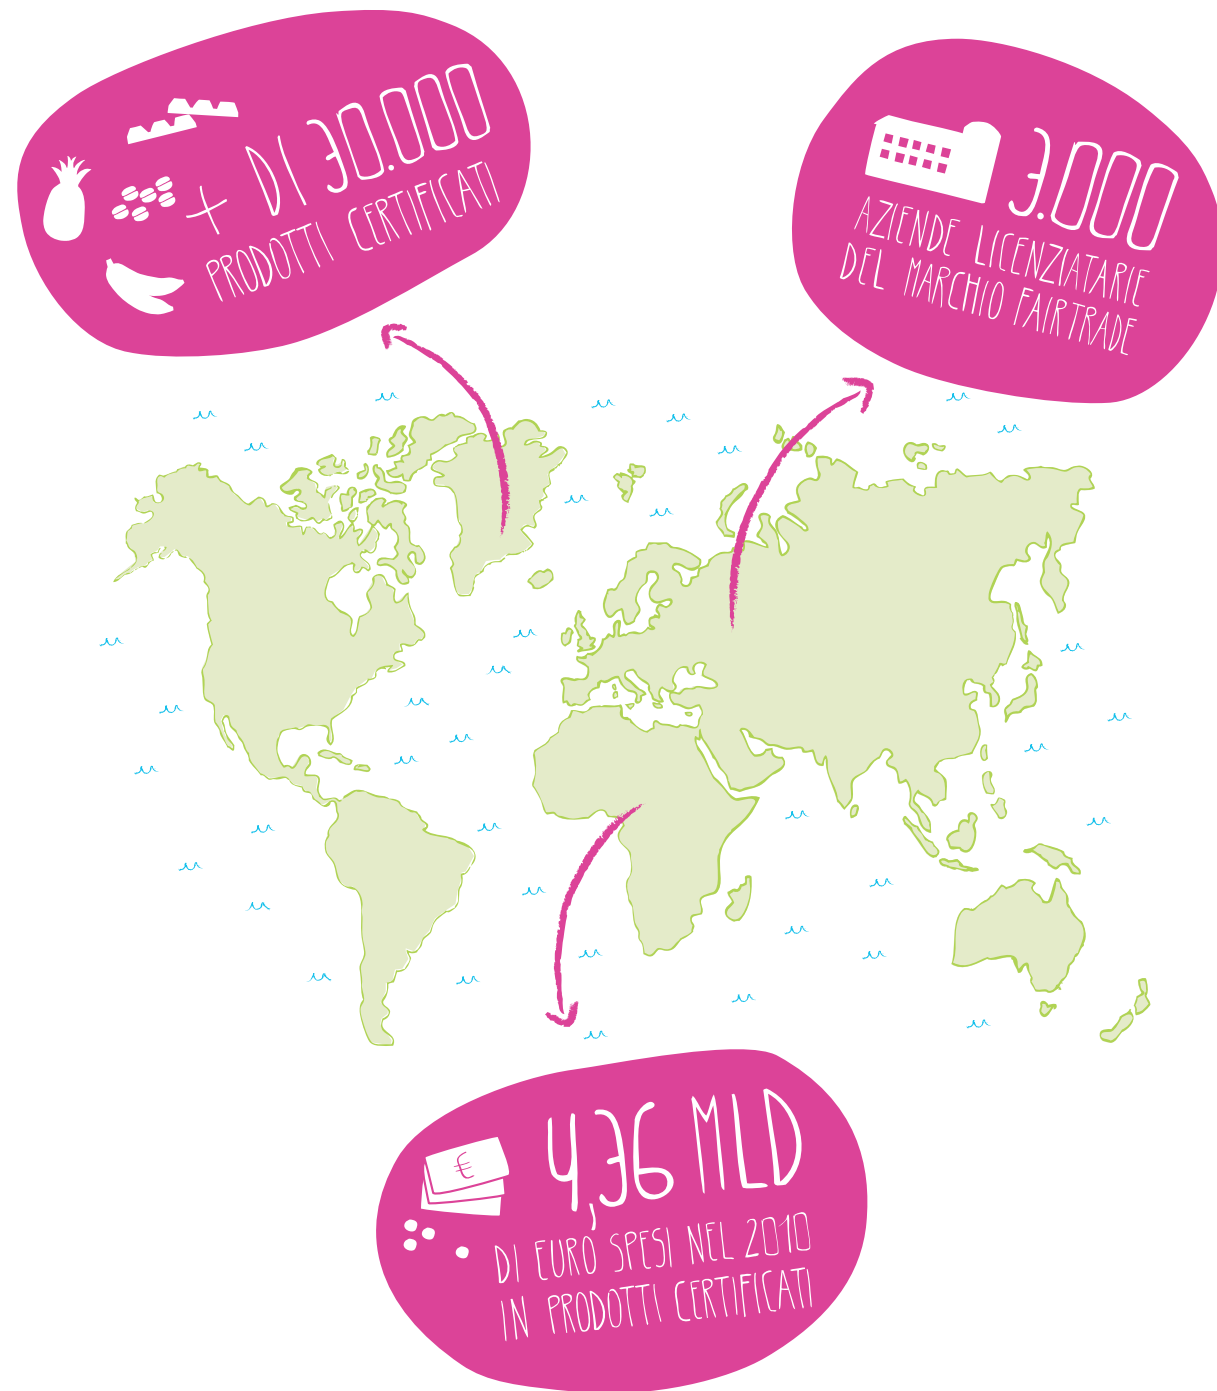 + DI 30.000
PRODOTTI CERTIFICATI
3.000
AZIENDE LICENZIATARIE
DEL MARCHIO FAIRTRADE
€
4,36 MLD
DI EURO SPESI NEL 2010
IN PRODOTTI CERTIFICATI